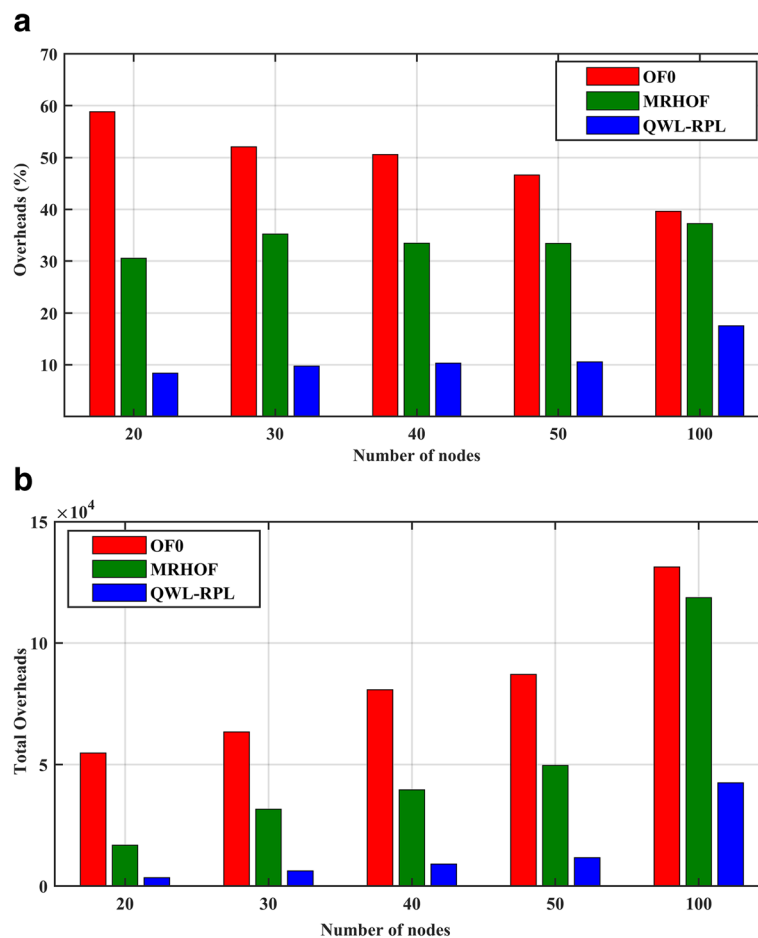 a
70
60
50
40
30
20
10
Overheads (%)
OF0
MRHOF
QWL-RPL
20 30 40 50 100
Number of nodes
b
×10^4
15
10
5
0
Total Overheads
OF0
MRHOF
QWL-RPL
20 30 40 50 100
Number of nodes